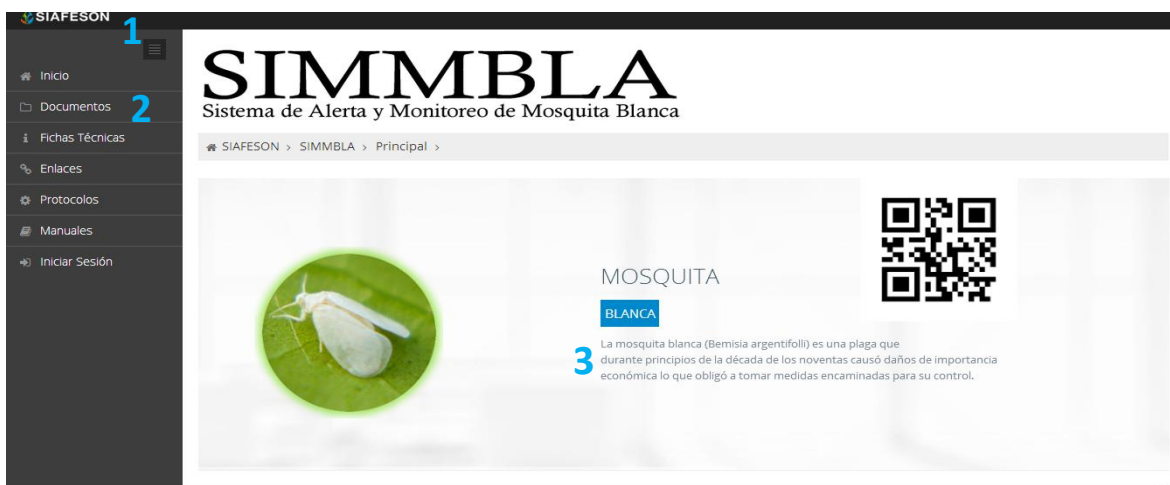 SIAFESON
1
Inicio
Documentos
2
Fichas Técnicas
Enlaces
Protocolos
Manuales
Iniciar Sesión
SIMMBLA
Sistema de Alerta y Monitoreo de Mosquita Blanca
SIAFESON > SIMMBLA > Principal >
MOSQUITA
BLANCA
3
La mosquita blanca (Bemisia argentifolli) es una plaga que
durante principios de la década de los noventas causó daños de importancia
económica lo que obligó a tomar medidas encaminadas para su control.